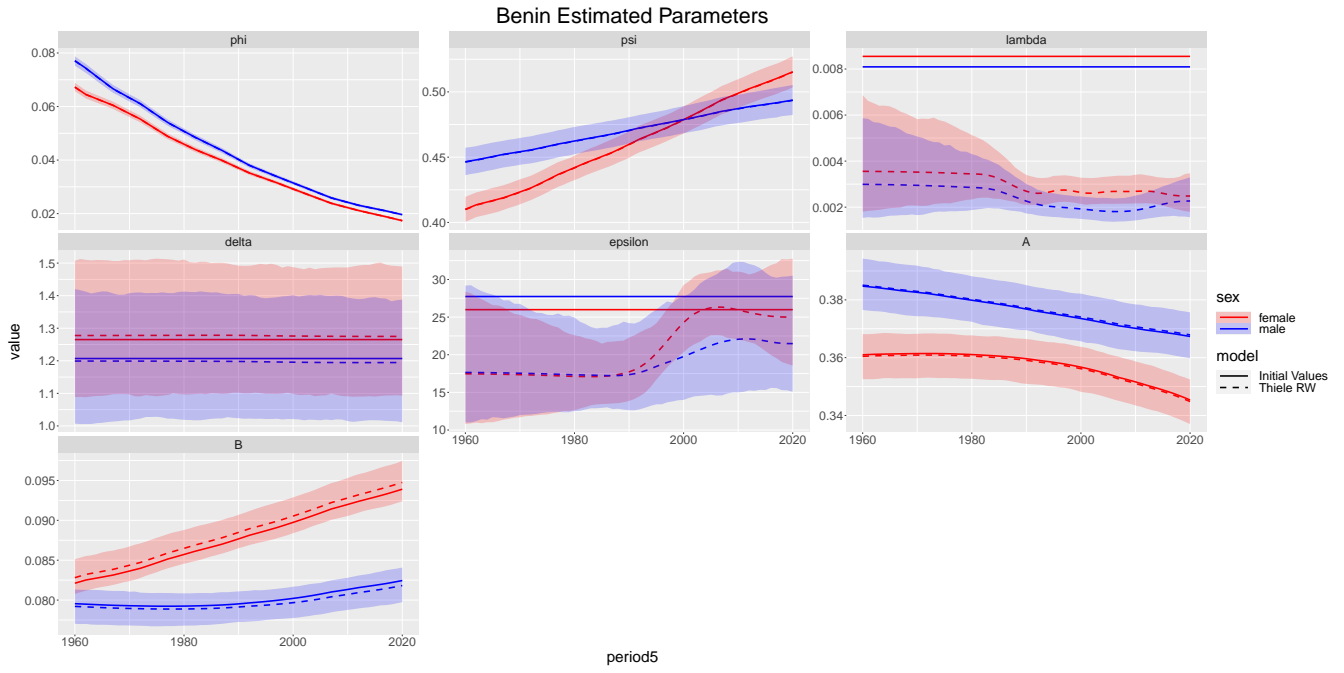 Benin Estimated Parameters
phi
psi
lambda
0.08
0.06
0.04
0.02
0.50
0.45
0.40
0.008
0.006
0.004
0.002
delta
epsilon
A
1.5
1.4
1.3
1.2
1.1
1.0
30
25
20
15
10
0.38
0.36
0.34
1960
1980
2000
2020
1960
1980
2000
2020
B
0.095
0.090
0.085
0.080
1960
1980
2000
2020
value
period5
sex
female
male
model
Initial Values
Thiele RW